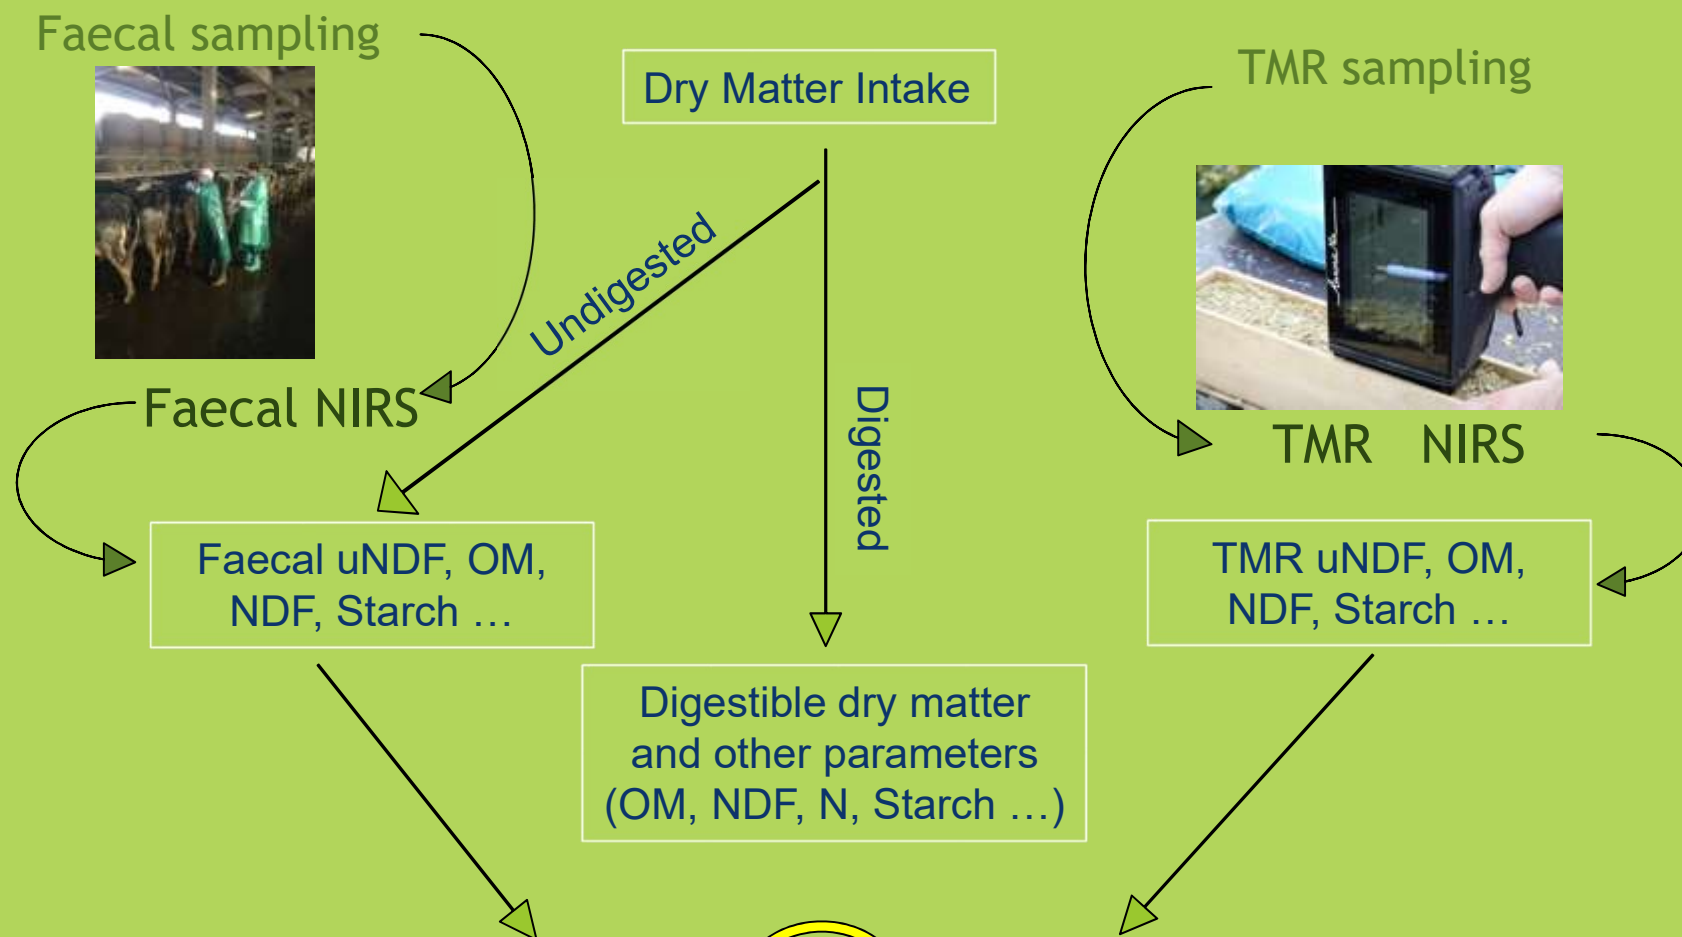 Faecal sampling
Dry Matter Intake
TMR sampling
Undigested
Digested
Faecal NIRS
TMR NIRS
Faecal uNDF, OM,
NDF, Starch …
TMR uNDF, OM,
NDF, Starch …
Digestible dry matter
and other parameters
(OM, NDF, N, Starch …)